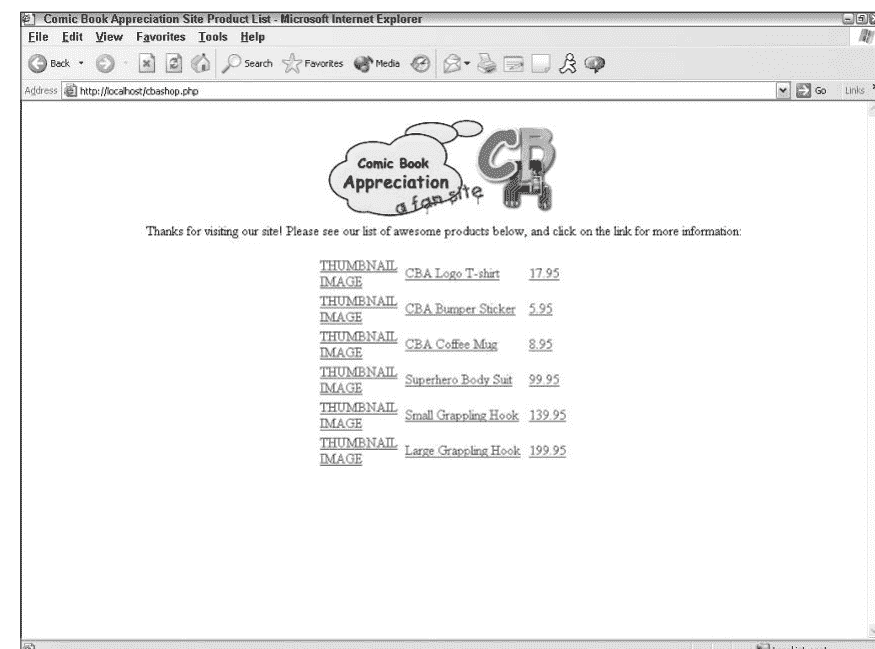 Comic Book Appreciation Site Product List - Microsoft Internet Explorer
File Edit View Favorites Tools Help
Back Search Favorites Media
Address http://localhost/cbashop.php Go Links
Comic Book
Appreciation
a fan site
CB
Thanks for visiting our site! Please see our list of awesome products below, and click on the link for more information:
THUMBNAIL
IMAGE CBA Logo T-shirt 17.95
THUMBNAIL
IMAGE CBA Bumper Sticker 5.95
THUMBNAIL
IMAGE CBA Coffee Mug 8.95
THUMBNAIL
IMAGE Superhero Body Suit 99.95
THUMBNAIL
IMAGE Small Grappling Hook 139.95
THUMBNAIL
IMAGE Large Grappling Hook 199.95